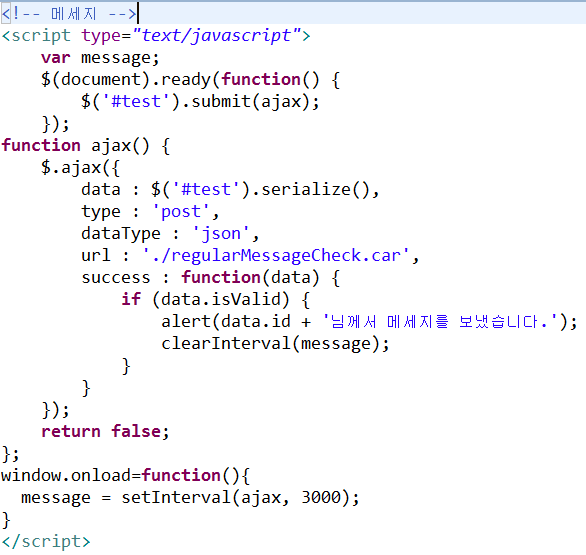 <!-- 메세지 -->
<script type="text/javascript">
    var message;
    $(document).ready(function() {
        $('#test').submit(ajax);
    });
function ajax() {
    $.ajax({
        data : $('#test').serialize(),
        type : 'post',
        dataType : 'json',
        url : './regularMessageCheck.car',
        success : function(data) {
            if (data.isValid) {
                alert(data.id + '님께서 메세지를 보냈습니다.');
                clearInterval(message);
            }
        }
    });
    return false;
};
window.onload=function(){
  message = setInterval(ajax, 3000);
}
</script>